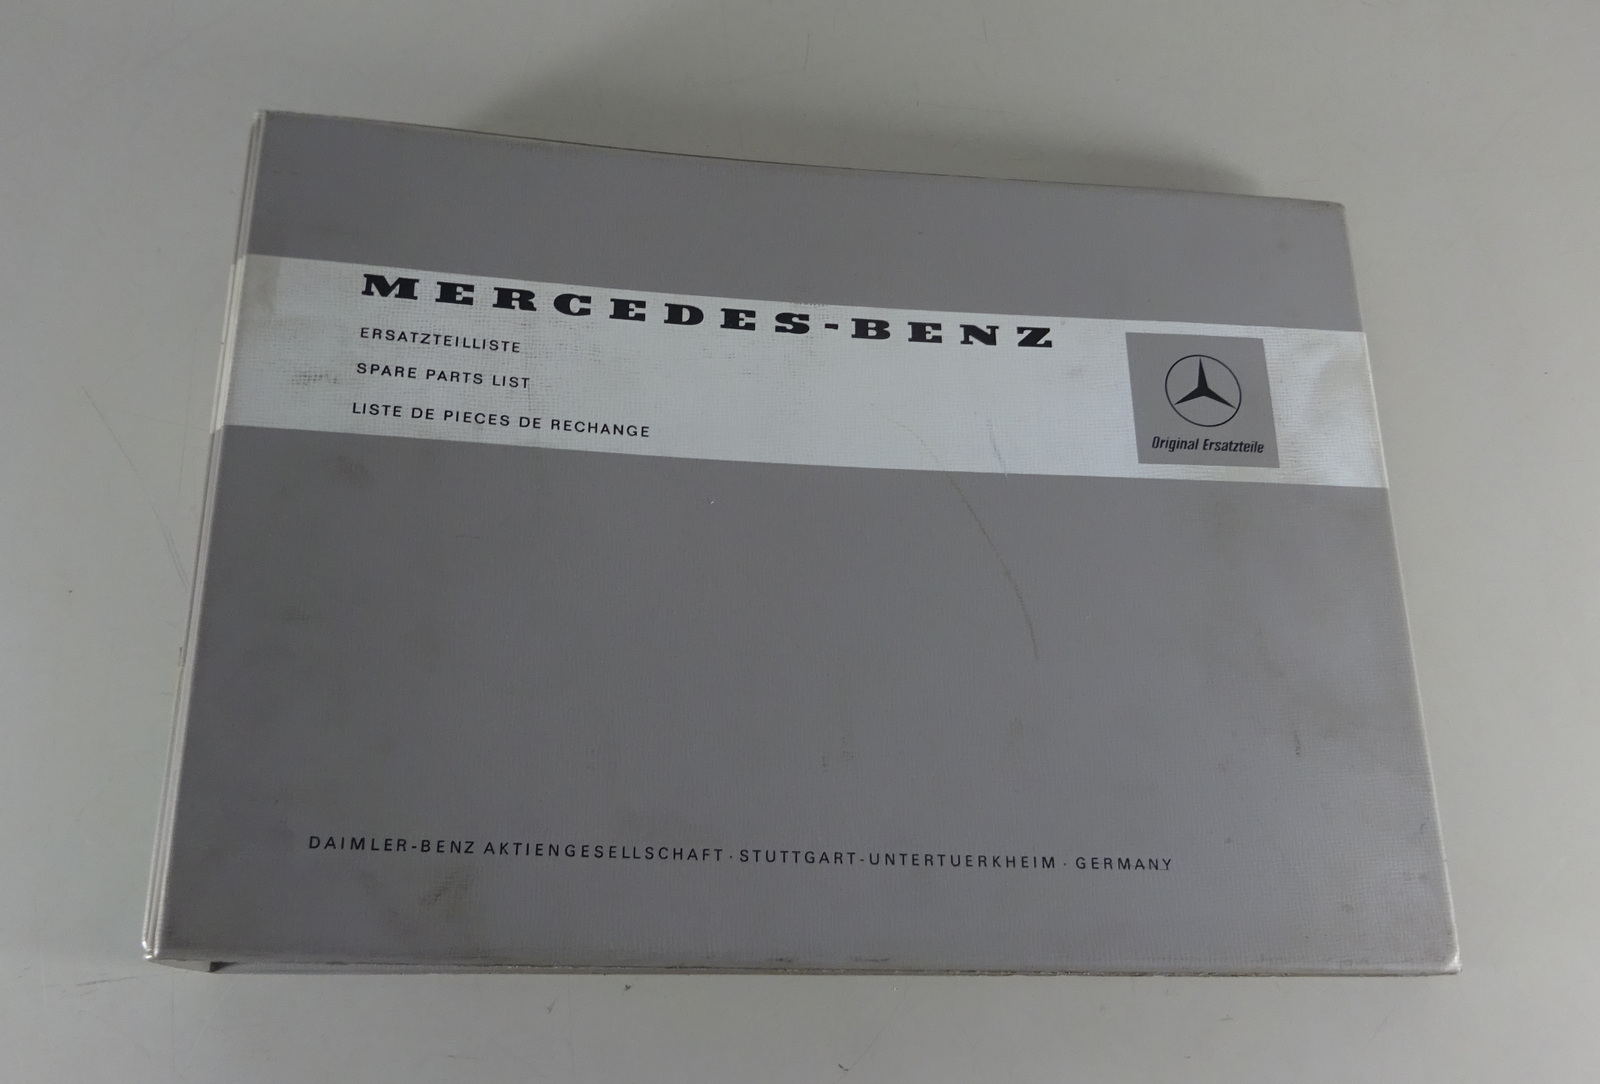 MERCEDES-BENZ
ERSATZTEILLISTE
SPARE PARTS LIST
LISTE DE PIECES DE RECHANGE
Original Ersatzteile
DAIMLER-BENZ AKTIENGESELLSCHAFT · STUTTGART-UNTERTUERKHEIM · GERMANY